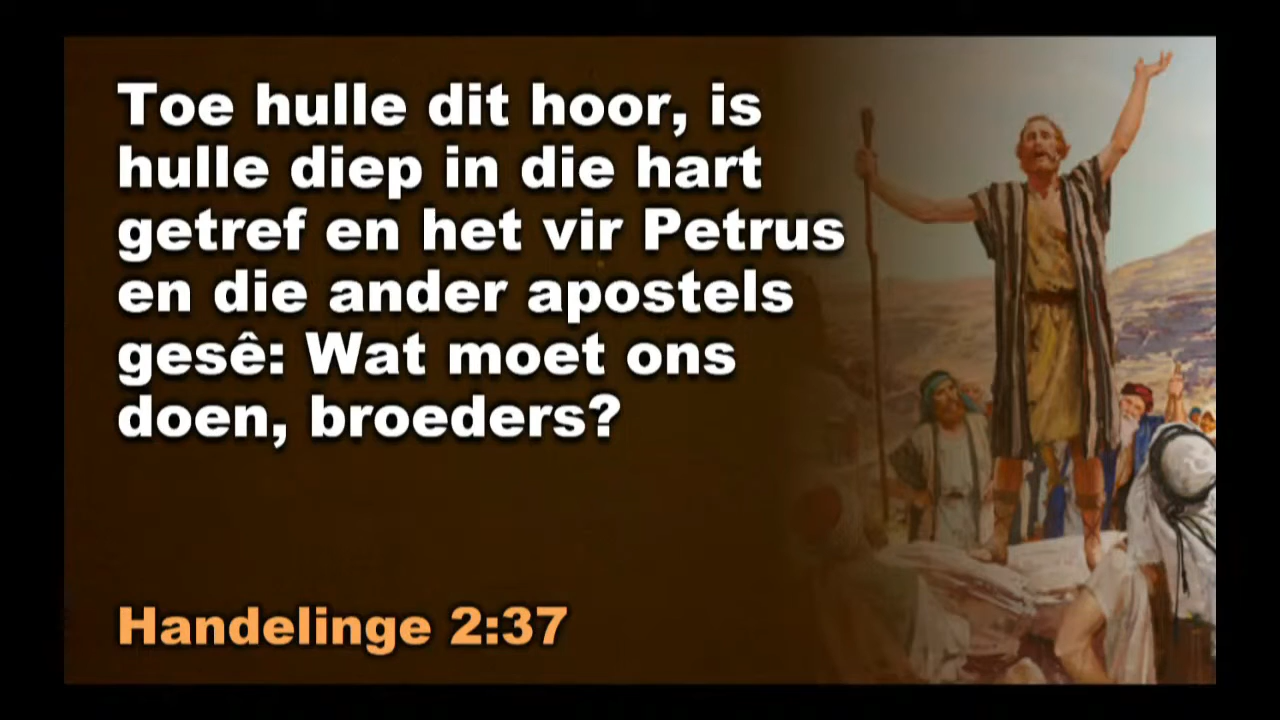 Toe hulle dit hoor, is
hulle diep in die hart
getref en het vir Petrus
en die ander apostels
gesê: Wat moet ons
doen, broeders?
Handelinge 2:37